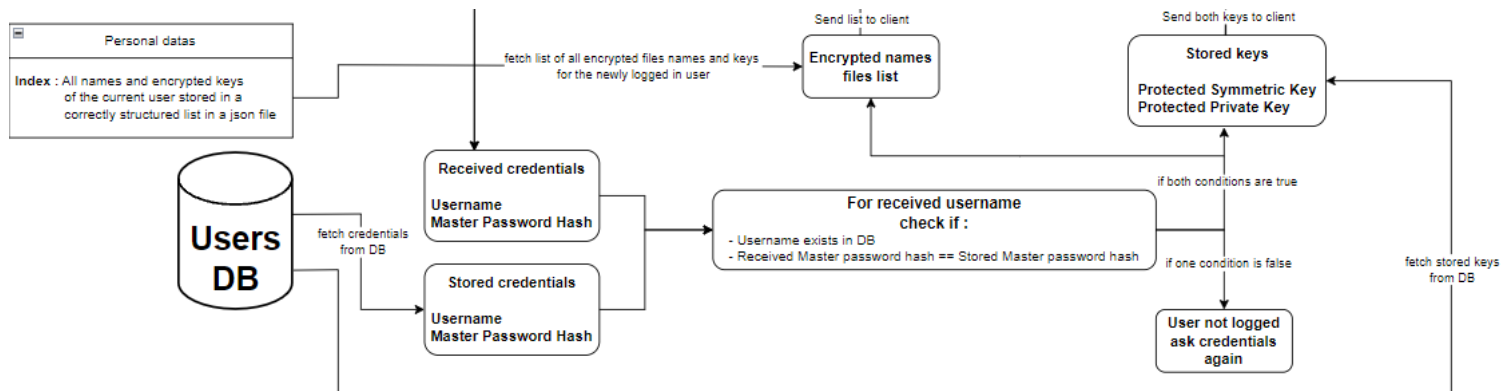 Personal datas
Index : All names and encrypted keys
of the current user stored in a
correctly structured list in a json file
fetch list of all encrypted files names and keys
for the newly logged in user
Send list to client
Encrypted names
files list
Send both keys to client
Stored keys
Protected Symmetric Key
Protected Private Key
Users
DB
fetch credentials
from DB
Received credentials
Username
Master Password Hash
Stored credentials
Username
Master Password Hash
For received username
check if :
- Username exists in DB
- Received Master password hash == Stored Master password hash
if both conditions are true
if one condition is false
User not logged
ask credentials
again
fetch stored keys
from DB